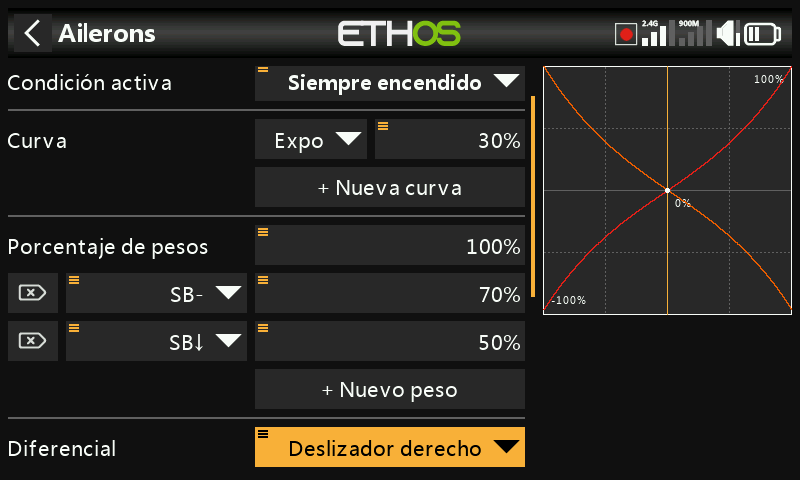 Ailerons
ETHOS
2.4G
900M
Condición activa
Siempre encendido
Curva
Expo
30%
+ Nueva curva
Porcentaje de pesos
100%
SB-
70%
SB↓
50%
+ Nuevo peso
Diferencial
Deslizador derecho
100%
0%
-100%